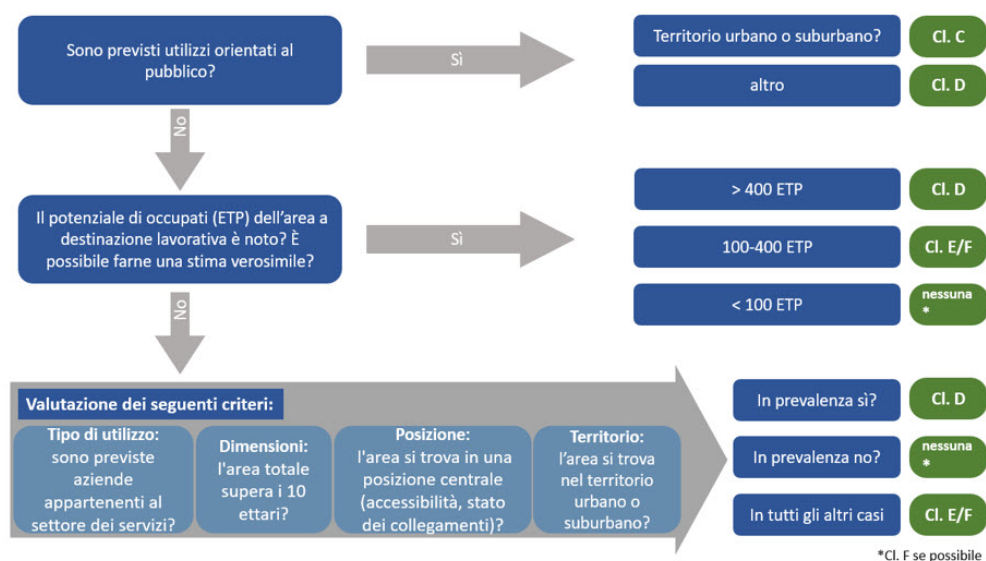 Sono previsti utilizzi orientati al
pubblico?
Sì
Territorio urbano o suburbano?
Cl. C
altro
Cl. D
No
Il potenziale di occupati (ETP) dell’area a
destinazione lavorativa è noto? È
possibile farne una stima verosimile?
Sì
> 400 ETP
Cl. D
100-400 ETP
Cl. E/F
< 100 ETP
nessuna
*
No
Valutazione dei seguenti criteri:
Tipo di utilizzo:
sono previste
aziende
appartenenti al
settore dei servizi?
Dimensioni:
l'area totale
supera i 10
ettari?
Posizione:
l'area si trova in una
posizione centrale
(accessibilità, stato
dei collegamenti)?
Territorio:
l’area si trova
nel territorio
urbano o
suburbano?
In prevalenza sì?
Cl. D
In prevalenza no?
nessuna
*
In tutti gli altri casi
Cl. E/F
*Cl. F se possibile